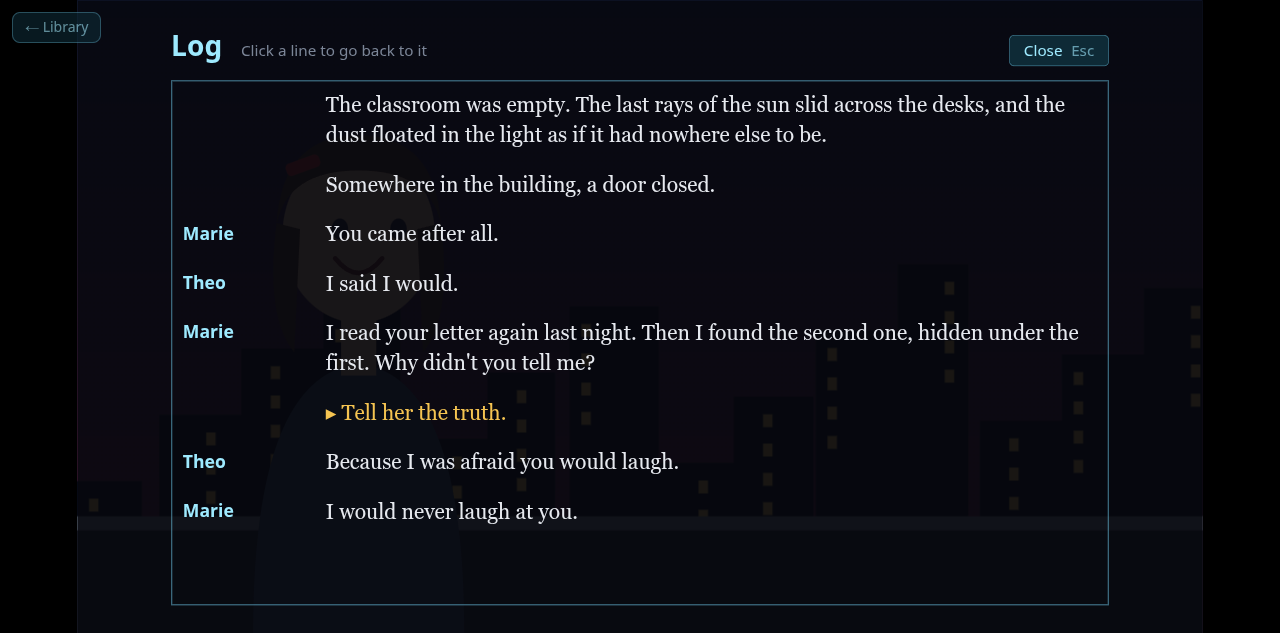 ← Library
Log
Click a line to go back to it
Close Esc
The classroom was empty. The last rays of the sun slid across the desks, and the
dust floated in the light as if it had nowhere else to be.
Somewhere in the building, a door closed.
Marie
You came after all.
Theo
I said I would.
Marie
I read your letter again last night. Then I found the second one, hidden under the
first. Why didn't you tell me?
▸ Tell her the truth.
Theo
Because I was afraid you would laugh.
Marie
I would never laugh at you.